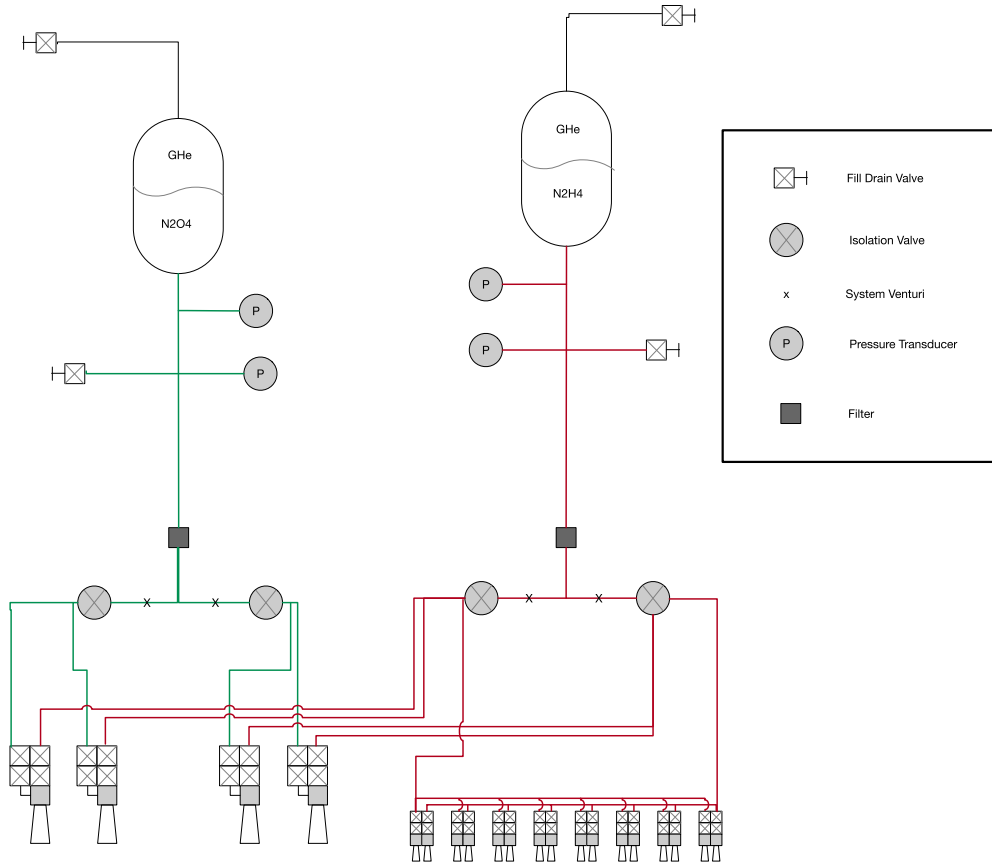 GHe
N2O4
GHe
N2H4
P
P
P
P
x
x
x
x
Fill Drain Valve
Isolation Valve
x
System Venturi
P
Pressure Transducer
Filter